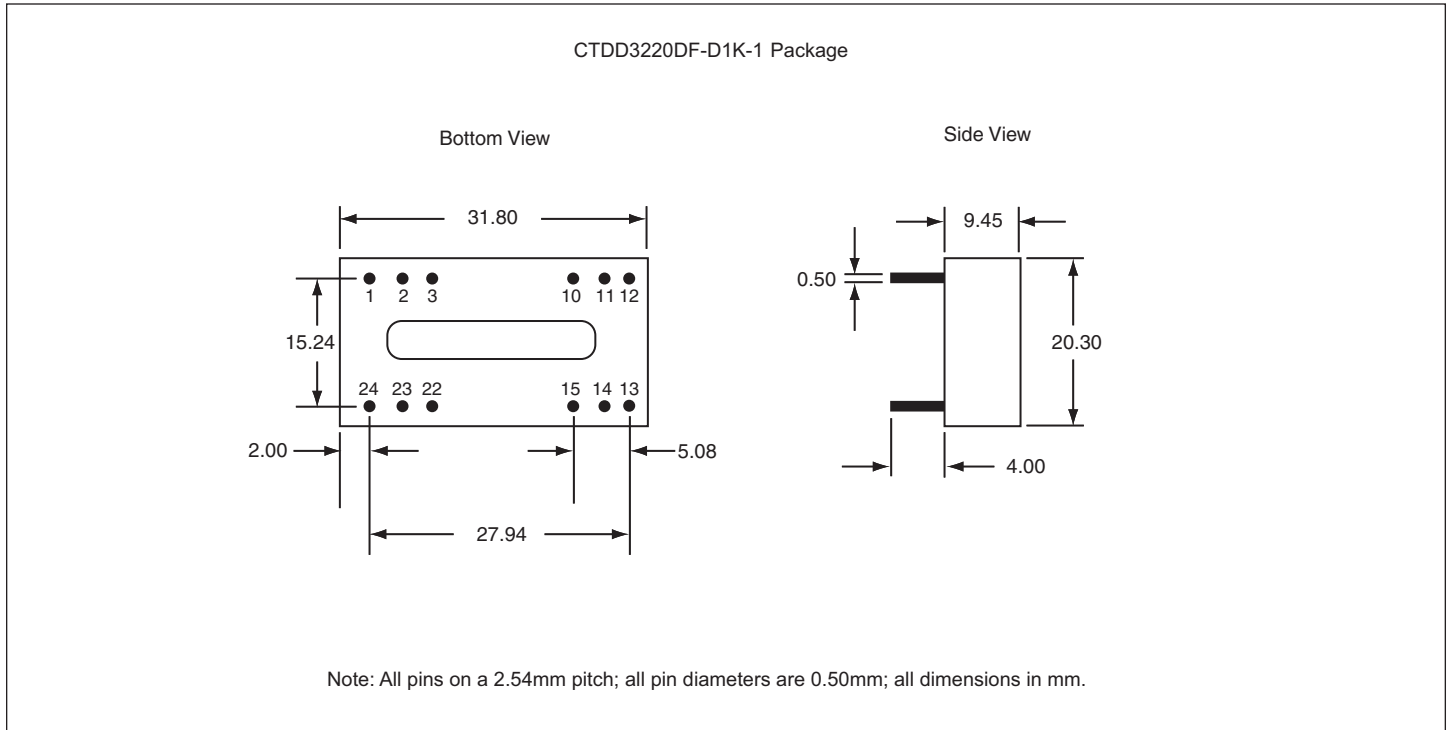 CTDD3220DF-D1K-1 Package
Bottom View
Side View
31.80
9.45
0.50
1 2 3 10 11 12
15.24
20.30
24 23 22 15 14 13
2.00
5.08
4.00
27.94
Note: All pins on a 2.54mm pitch; all pin diameters are 0.50mm; all dimensions in mm.